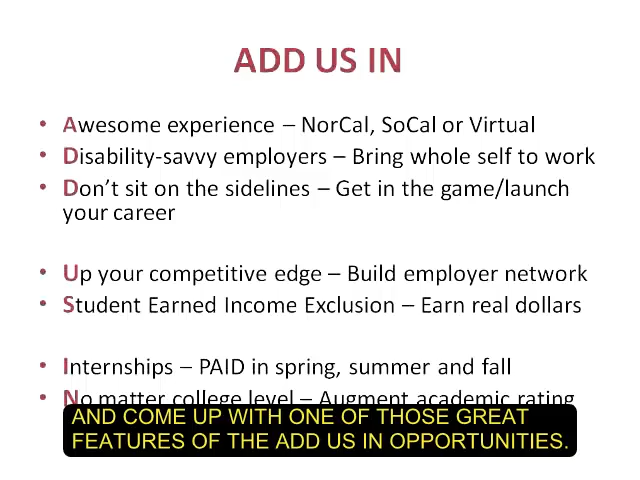 ADD US IN
• Awesome experience – NorCal, SoCal or Virtual
• Disability-savvy employers – Bring whole self to work
• Don't sit on the sidelines – Get in the game/launch
your career
• Up your competitive edge – Build employer network
• Student Earned Income Exclusion – Earn real dollars
• Internships – PAID in spring, summer and fall
• No matter college level – Augment academic rating
AND COME UP WITH ONE OF THOSE GREAT
FEATURES OF THE ADD US IN OPPORTUNITIES.